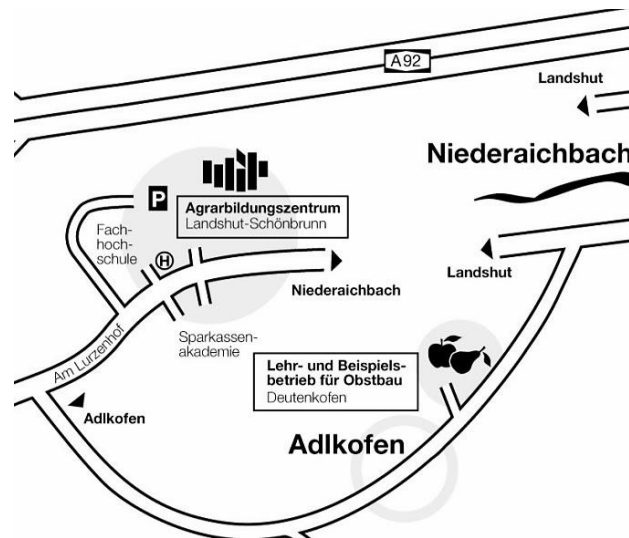 A92
Landshut
Niederaichbach
P
Agrarbildungszentrum
Landshut-Schönbrunn
Fach-
hoch-
schule
H
Landshut
Niederaichbach
Am Lurzenhof
Sparkassen-
akademie
Lehr- und Beispiels-
betrieb für Obstbau
Deutenkofen
Adlkofen
Adlkofen